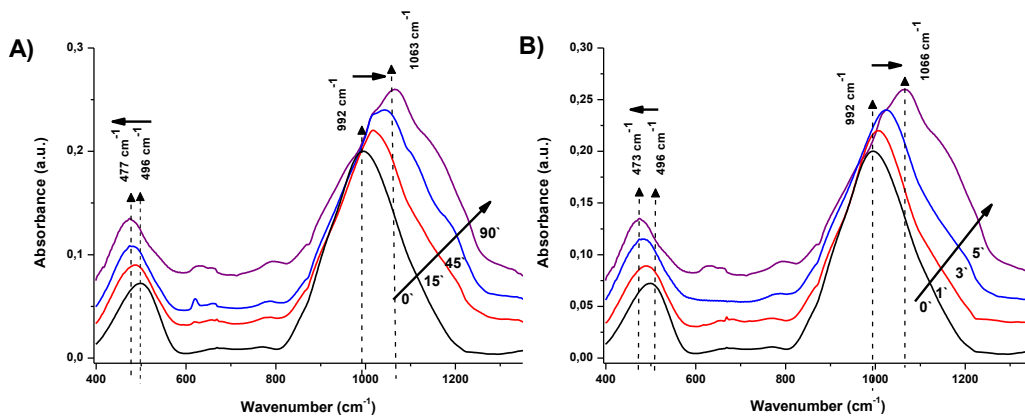 A)
0,3
0,2
0,1
0,0
400
600
800
1000
1200
Absorbance (a.u.)
Wavenumber (cm⁻¹)
477 cm⁻¹
496 cm⁻¹
992 cm⁻¹
1063 cm⁻¹
0`
15`
45`
90`
B)
0,30
0,25
0,20
0,15
0,10
0,05
0,00
400
600
800
1000
1200
Absorbance (a.u.)
Wavenumber (cm⁻¹)
473 cm⁻¹
496 cm⁻¹
992 cm⁻¹
1066 cm⁻¹
0`
1`
3`
5`